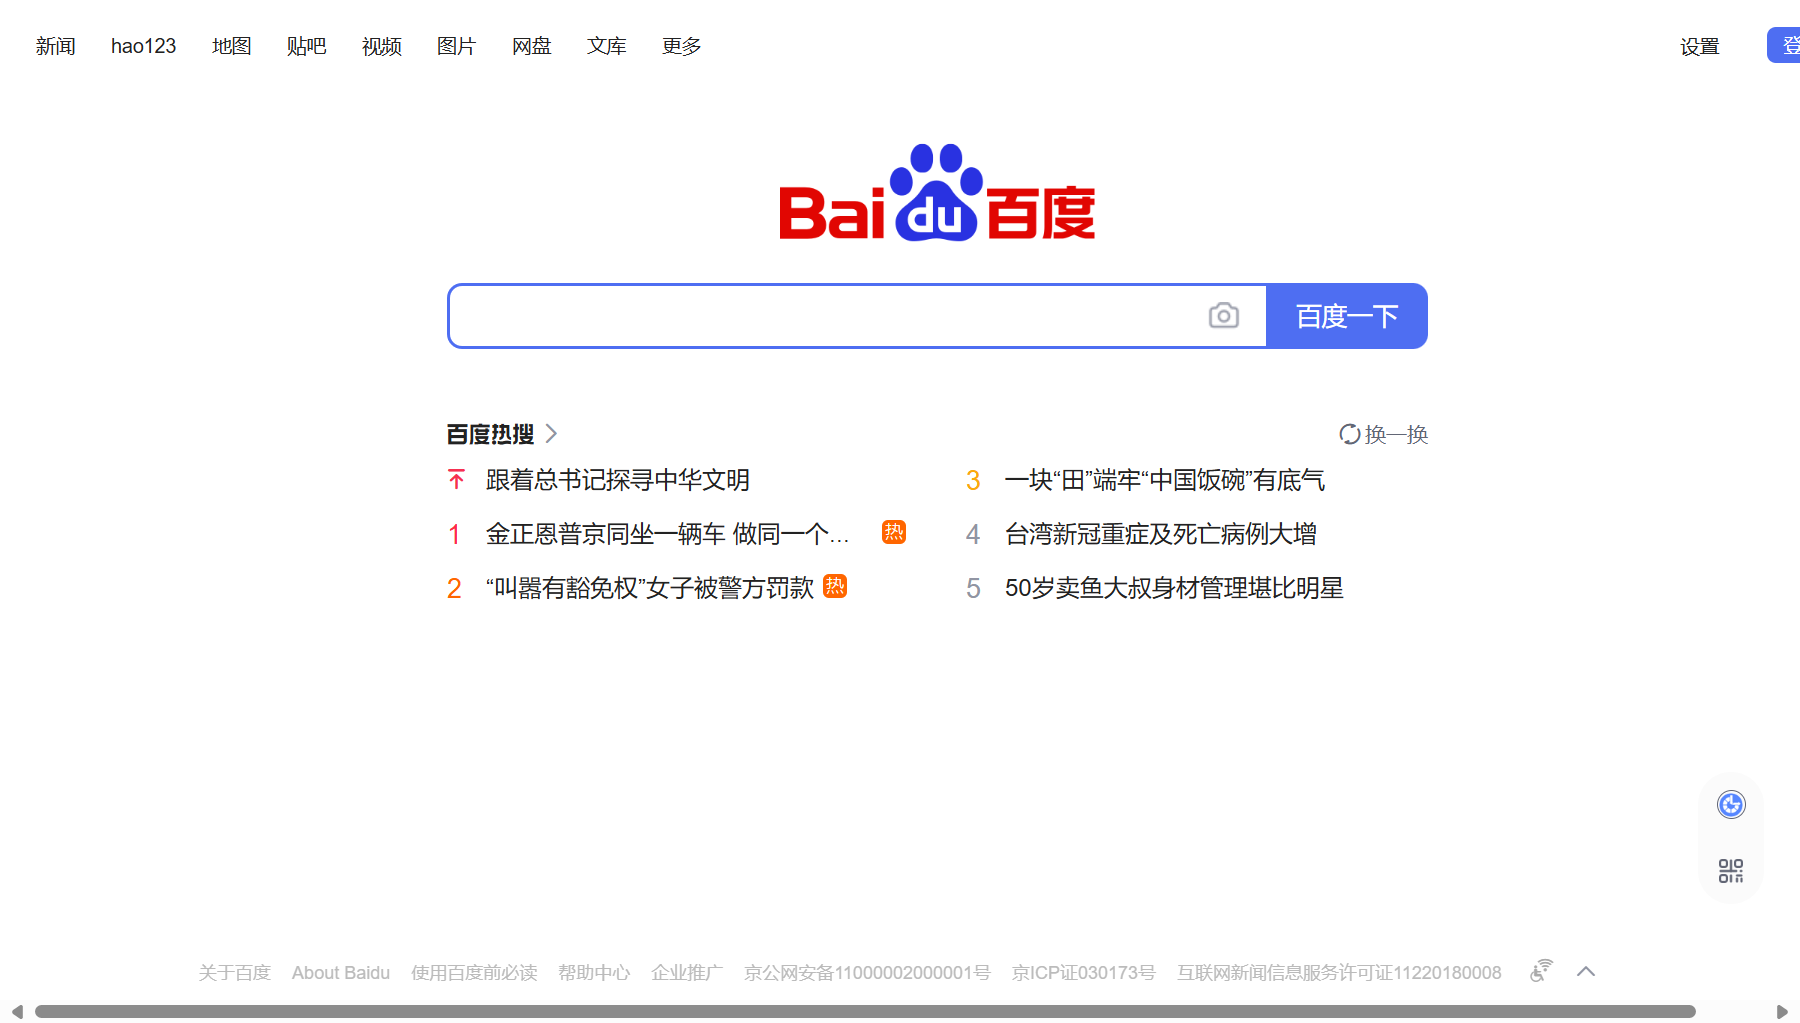 新闻 hao123 地图 贴吧 视频 图片 网盘 文库 更多 设置 登
Bai du 百度
百度一下
百度热搜 换一换
跟着总书记探寻中华文明
1 金正恩普京同坐一辆车 做同一个... 热
2 “叫嚣有豁免权”女子被警方罚款 热
3 一块“田”端牢“中国饭碗”有底气
4 台湾新冠重症及死亡病例大增
5 50岁卖鱼大叔身材管理堪比明星
关于百度 About Baidu 使用百度前必读 帮助中心 企业推广 京公网安备11000002000001号 京ICP证030173号 互联网新闻信息服务许可证11220180008